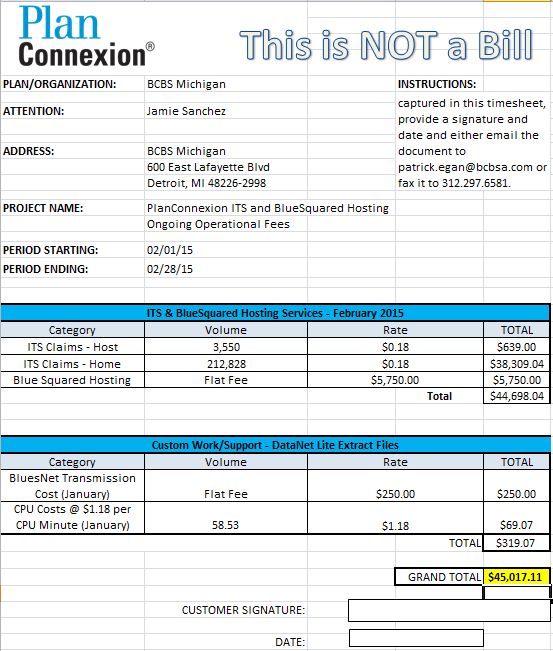 Plan
Connexion®
This is NOT a Bill
PLAN/ORGANIZATION: BCBS Michigan INSTRUCTIONS:
ATTENTION: Jamie Sanchez
captured in this timesheet,
provide a signature and
date and either email the
document to
patrick.egan@bcbsa.com or
fax it to 312.297.6581.
ADDRESS: BCBS Michigan
600 East Lafayette Blvd
Detroit, MI 48226-2998
PROJECT NAME: PlanConnexion ITS and BlueSquared Hosting
Ongoing Operational Fees
PERIOD STARTING: 02/01/15
PERIOD ENDING: 02/28/15
ITS & BlueSquared Hosting Services - February 2015
Category Volume Rate TOTAL
ITS Claims - Host 3,550 $0.18 $639.00
ITS Claims - Home 212,828 $0.18 $38,309.04
Blue Squared Hosting Flat Fee $5,750.00 $5,750.00
Total $44,698.04
Custom Work/Support - DataNet Lite Extract Files
Category Volume Rate TOTAL
BluesNet Transmission
Cost (January) Flat Fee $250.00 $250.00
CPU Costs @ $1.18 per
CPU Minute (January) 58.53 $1.18 $69.07
TOTAL $319.07
GRAND TOTAL $45,017.11
CUSTOMER SIGNATURE:
DATE: